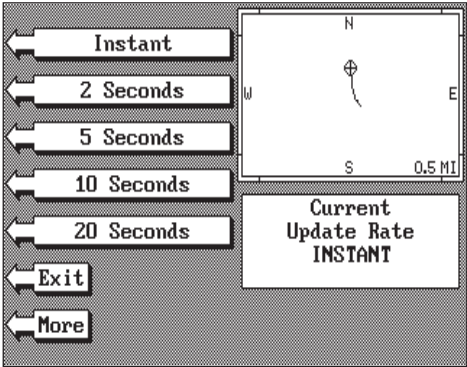 Instant
2 Seconds
5 Seconds
10 Seconds
20 Seconds
Exit
More
N
W
E
S
0.5 MI
Current
Update Rate
INSTANT